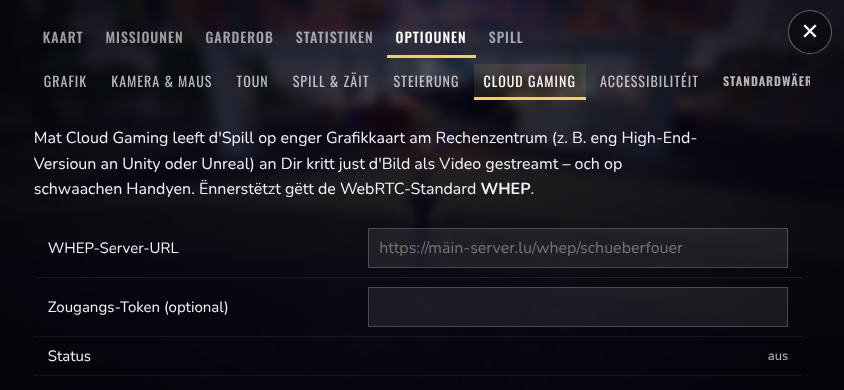 KAART MISSIOUNEN GARDEROB STATISTIKEN OPTIOUNEN SPILL
GRAFIK KAMERA & MAUS TOUN SPILL & ZÄIT STEIERUNG CLOUD GAMING ACCESSIBILITÉIT
Mat Cloud Gaming leeft d'Spill op enger Grafikkaart am Rechenzentrum (z. B. eng High-End-
Versioun an Unity oder Unreal) an Dir kritt just d'Bild als Video gestreamt – och op
schwaachen Handyen. Ënnerstëtzt gëtt de WebRTC-Standard WHEP.
WHEP-Server-URL https://mäin-server.lu/whep/schueberfouer
Zougangs-Token (optional)
Status aus